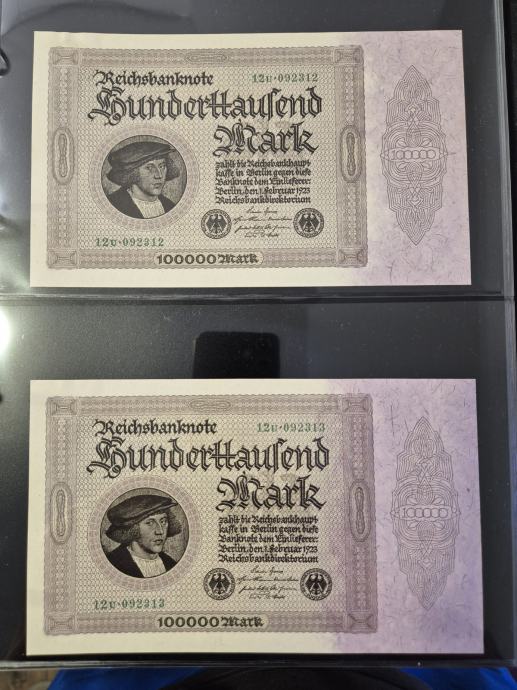 Reichsbanknote 12U·092312
Hunderttausend
Mark
zahlt die Reichsbankhaupt-
kasse in Berlin gegen diese
Banknote dem Einlieferer.
Berlin, den 1. Februar 1923
Reichsbankdirektorium
12U·092312
100000 Mark
100000
Reichsbanknote 12U·092313
Hunderttausend
Mark
zahlt die Reichsbankhaupt-
kasse in Berlin gegen diese
Banknote dem Einlieferer.
Berlin, den 1. Februar 1923
Reichsbankdirektorium
12U·092313
100000 Mark
100000